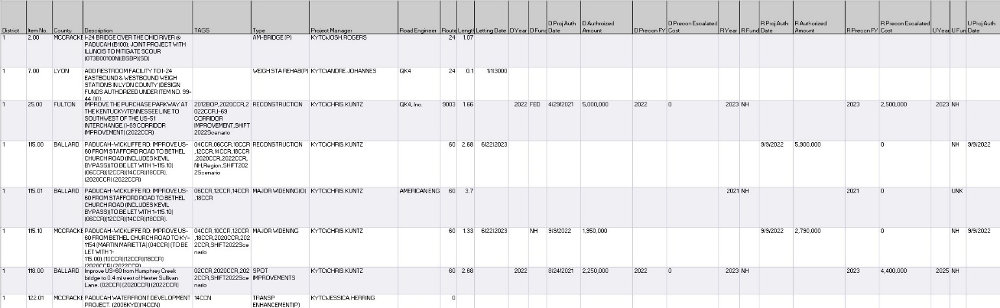 D Proj Auth D Authroized D Precon Escalated R Proj Auth R Authorized R Precon Escalated U Proj Auth
District Item No. County Description TAGS Type Project Manager Road Engineer Route Length Letting Date D Year D Fund Date Amount D Precon FY Cost R Year R Fund Date Amount R Precon FY Cost U Year U Fun Date
1 2.00 MCCRACKE I-24 BRIDGE OVER THE OHIO RIVER @ AM-BRIDGE (P) KYTC\JOSH.ROGERS 24 1.07
PADUCAH (B100); JOINT PROJECT WITH
ILLINOIS TO MITIGATE SCOUR
(073B00100N)(BSBP)(SD)
1 7.00 LYON ADD RESTROOM FACILITY TO I-24 WEIGH STA REHAB(P) KYTC\ANDRE.JOHANNES QK4 24 0.1 1/1/3000
EASTBOUND & WESTBOUND WEIGH
STATIONS IN LYON COUNTY (DESIGN
FUNDS AUTHORIZED UNDER ITEM NO. 99-
44.00)
1 25.00 FULTON IMPROVE THE PURCHASE PARKWAY AT 2012BOP,2020CCR,2 RECONSTRUCTION KYTC\CHRIS.KUNTZ QK4, Inc. 9003 1.66 2022 FED 4/29/2021 5,000,000 2022 0 2023 NH 2023 2,500,000 2023 NH
THE KENTUCKY/TENNESSEE LINE TO 022CCR,I-69
SOUTHWEST OF THE US-51 CORRIDOR
INTERCHANGE.(I-69 CORRIDOR IMPROVEMENT,SHIFT
IMPROVEMENT) (2022CCR) 2022Scenario
1 115.00 BALLARD PADUCAH-WICKLIFFE RD: IMPROVE US- 04CCR,06CCR,10CCR RECONSTRUCTION KYTC\CHRIS.KUNTZ 60 2.68 6/22/2023 9/9/2022 5,900,000 0 NH 9/9/2022
60 FROM STAFFORD ROAD TO BETHEL ,12CCR,14CCR,18CCR
CHURCH ROAD (INCLUDES KEVIL ,2020CCR,2022CCR,
BYPASS)(TO BE LET WITH 1-115.10) NH,Region,SHIFT202
(06CCR)(12CCR)(14CCR)(18CCR). 2Scenario
(2020CCR) (2022CCR)
1 115.01 BALLARD PADUCAH-WICKLIFFE RD: IMPROVE US- 06CCR,12CCR,14CCR MAJOR WIDENING(O) KYTC\CHRIS.KUNTZ AMERICAN ENG 60 3.7 2021 NH 2021 0 UNK
60 FROM STAFFORD ROAD TO BETHEL ,18CCR
CHURCH ROAD (INCLUDES KEVIL
BYPASS)(TO BE LET WITH 1-115.10)
(06CCR)(12CCR)(14CCR)(18CCR).
1 115.10 MCCRACKE PADUCAH-WICKLIFFE RD: IMPROVE US- 04CCR,10CCR,12CCR MAJOR WIDENING KYTC\CHRIS.KUNTZ 60 1.33 6/22/2023 NH 9/9/2022 1,950,000 9/9/2022 2,790,000 0 NH 9/9/2022
60 FROM BETHEL CHURCH ROAD TO KY- ,18CCR,2020CCR,202
1154 (MARTIN MARIETTA) (04CCR) (TO BE 2CCR,SHIFT2022Sce
LET WITH 1- nario
115.00).(10CCR)(12CCR)(18CCR)
(2020CCR) (2022CCR)
1 118.00 BALLARD Improve US-60 from Humphrey Creek 02CCR,2020CCR,202 SPOT KYTC\CHRIS.KUNTZ 60 2.68 2022 8/24/2021 2,250,000 2022 0 2023 NH 2023 4,400,000 2025 NH
bridge to 0.4 mi west of Hester Sullivan 2CCR,SHIFT2022Sce IMPROVEMENTS
Lane. (02CCR) (2020CCR) (2022CCR) nario
1 122.01 MCCRACKE PADUCAH WATERFRONT DEVELOPMENT 14CCN TRANSP KYTC\JESSICA.HERRING 0
PROJECT. (2006KYD)(14CCN) ENHANCEMENT(P)